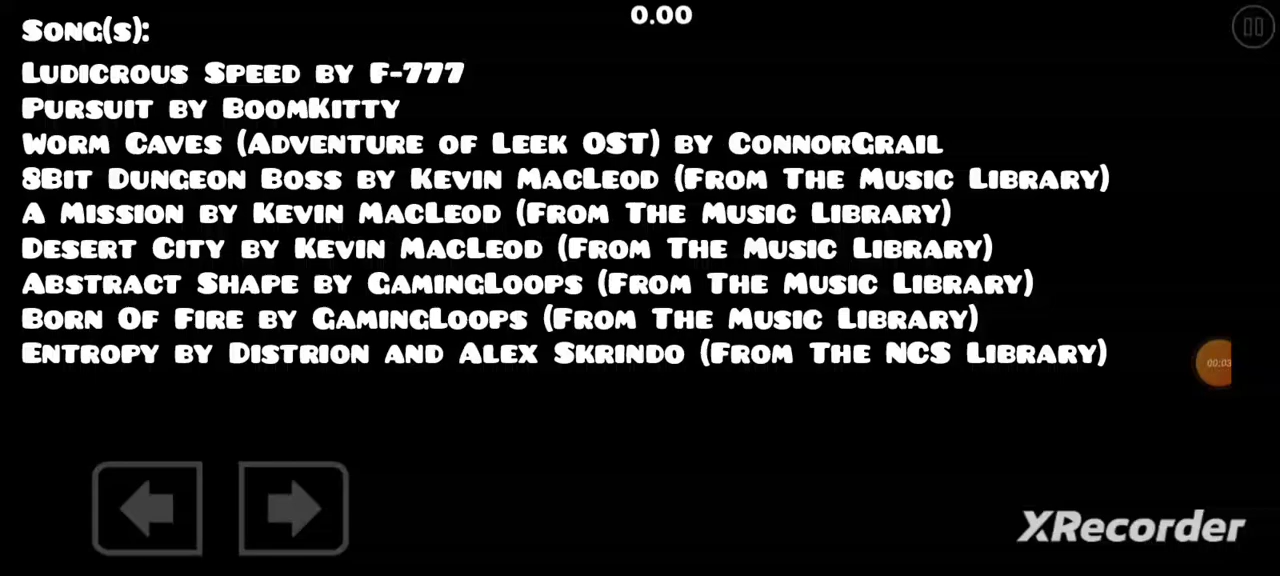 0.00
Song(s):
Ludicrous Speed by F-777
Pursuit by BoomKitty
Worm Caves (Adventure of Leek OST) by ConnorGrail
8Bit Dungeon Boss by Kevin MacLeod (From The Music Library)
A Mission by Kevin MacLeod (From The Music Library)
Desert City by Kevin MacLeod (From The Music Library)
Abstract Shape by GamingLoops (From The Music Library)
Born Of Fire by GamingLoops (From The Music Library)
Entropy by Distrion and Alex Skrindo (From The NCS Library)
00:03
XRecorder